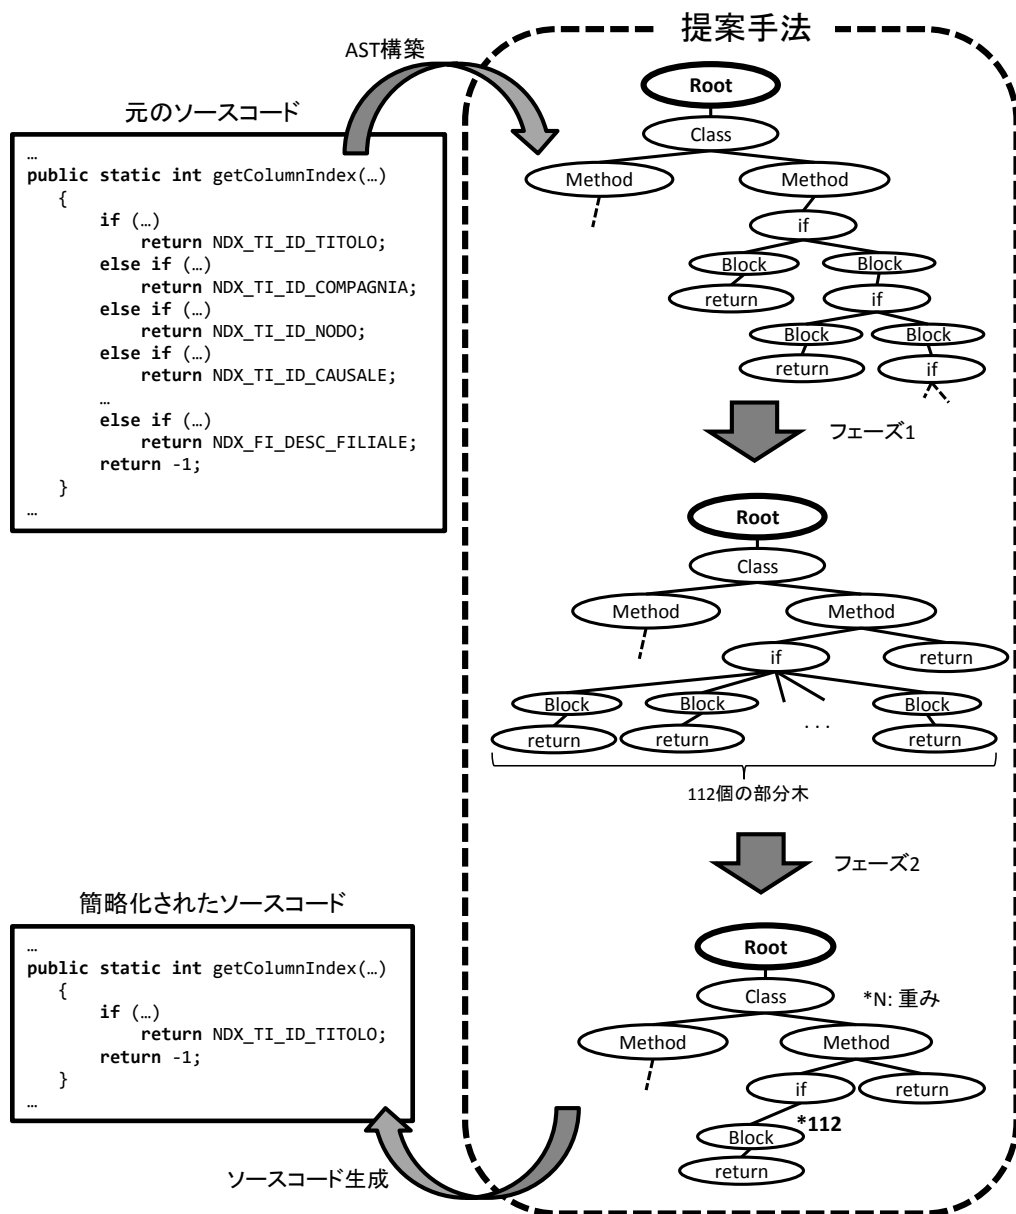 提案手法
AST構築
元のソースコード
…
public static int getColumnIndex(…)
{
if (…)
return NDX_TI_ID_TITOLO;
else if (…)
return NDX_TI_ID_COMPAGNIA;
else if (…)
return NDX_TI_ID_NODO;
else if (…)
return NDX_TI_ID_CAUSALE;
…
else if (…)
return NDX_FI_DESC_FILIALE;
return -1;
}
…
Root
Class
Method
Method
if
Block
Block
return
if
Block
Block
return
if
フェーズ1
Root
Class
Method
Method
if
return
Block
Block
Block
. . .
return
return
return
112個の部分木
フェーズ2
簡略化されたソースコード
…
public static int getColumnIndex(…)
{
if (…)
return NDX_TI_ID_TITOLO;
return -1;
}
…
Root
Class
*N: 重み
Method
Method
if
return
*112
Block
return
ソースコード生成